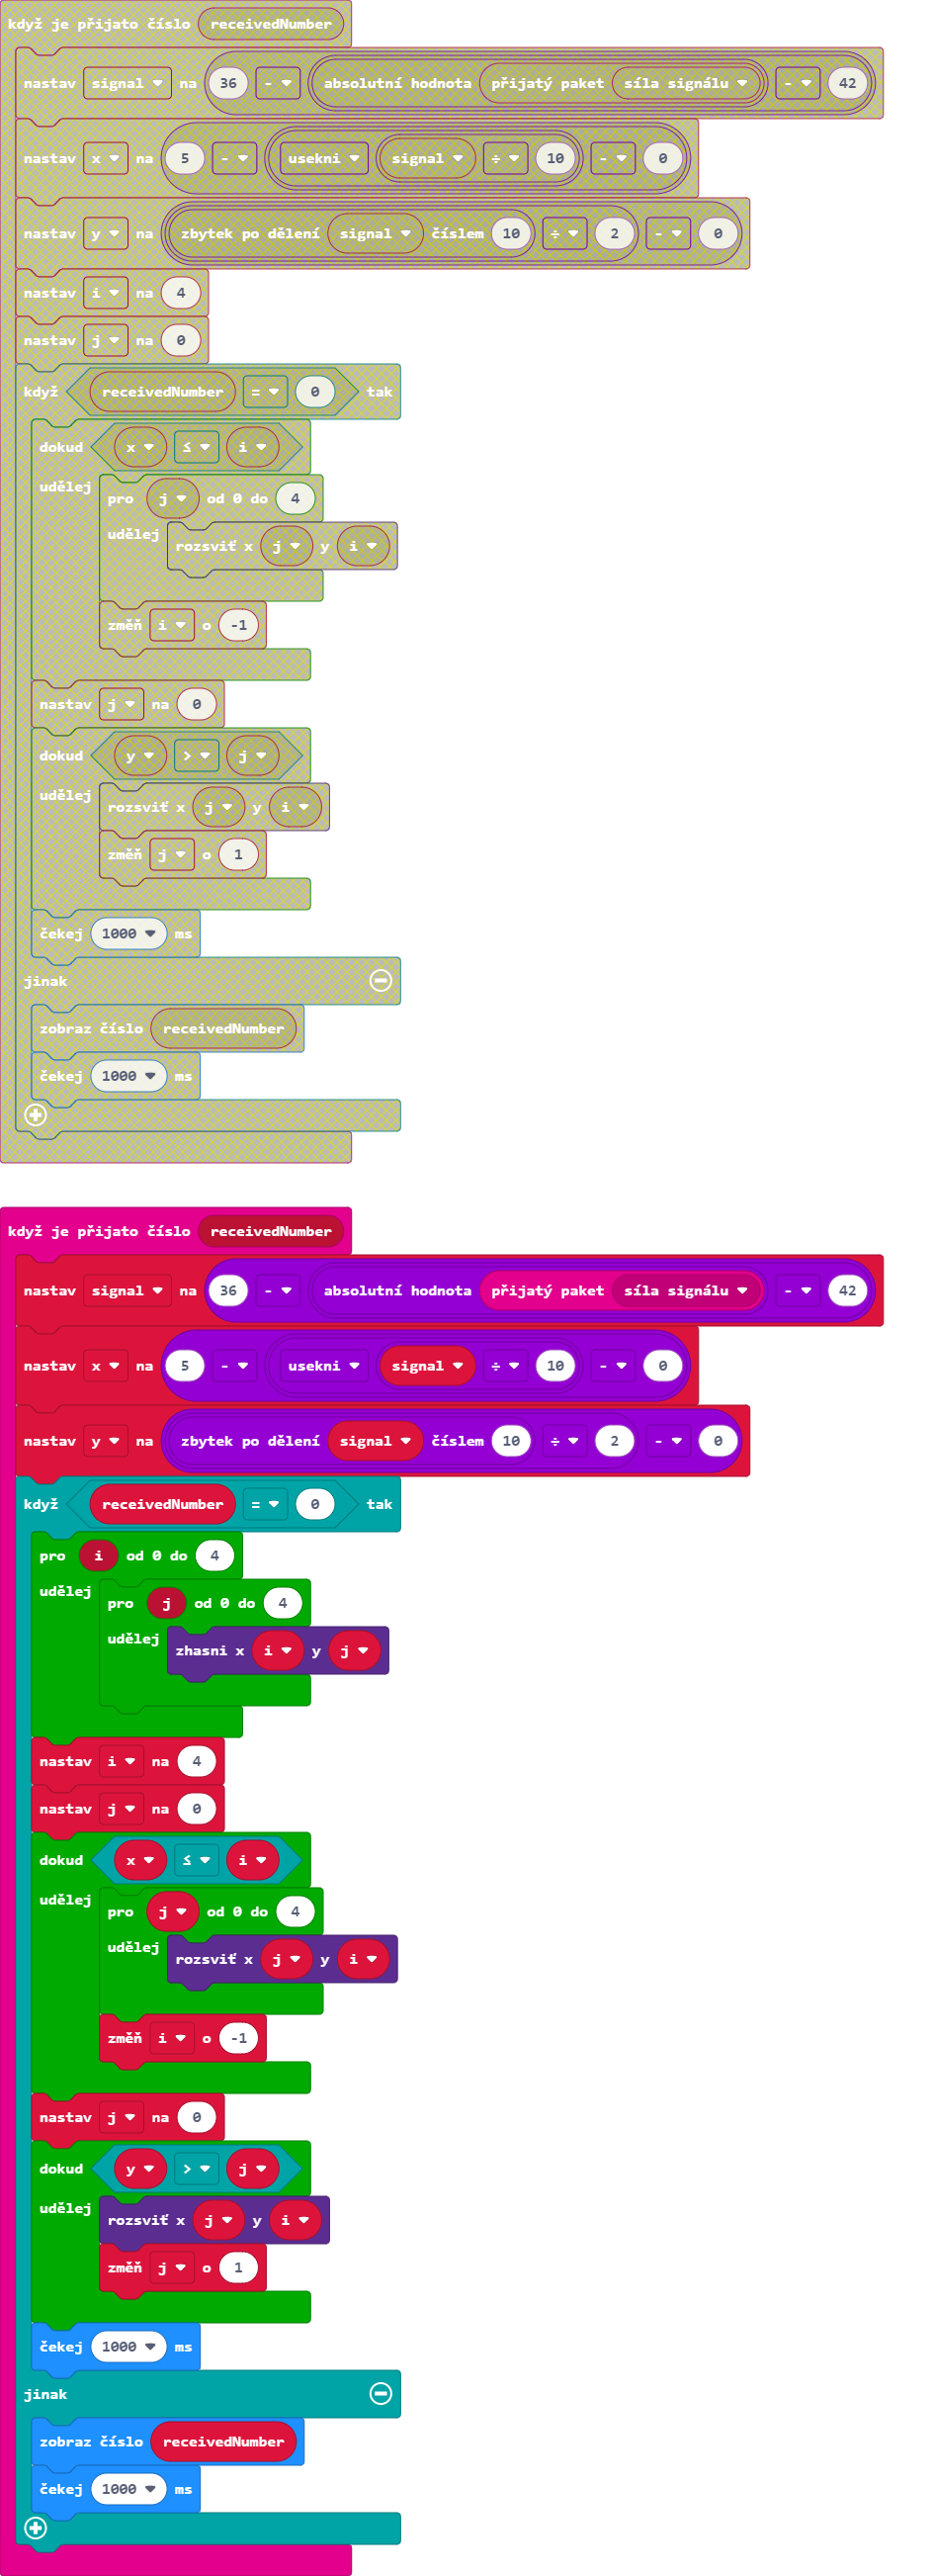 když je přijato číslo receivedNumber
nastav signal na 36 - absolutní hodnota přijatý paket síla signálu - 42
nastav x na 5 - usekni signal ÷ 10 - 0
nastav y na zbytek po dělení signal číslem 10 ÷ 2 - 0
nastav i na 4
nastav j na 0
když receivedNumber = 0 tak
dokud x ≤ i
udělej
pro j od 0 do 4
udělej
rozsviť x j y i
změň i o -1
nastav j na 0
dokud y > j
udělej
rozsviť x j y i
změň j o 1
čekej 1000 ms
jinak
zobraz číslo receivedNumber
čekej 1000 ms
když je přijato číslo receivedNumber
nastav signal na 36 - absolutní hodnota přijatý paket síla signálu - 42
nastav x na 5 - usekni signal ÷ 10 - 0
nastav y na zbytek po dělení signal číslem 10 ÷ 2 - 0
když receivedNumber = 0 tak
pro i od 0 do 4
udělej
pro j od 0 do 4
udělej
zhasni x i y j
nastav i na 4
nastav j na 0
dokud x ≤ i
udělej
pro j od 0 do 4
udělej
rozsviť x j y i
změň i o -1
nastav j na 0
dokud y > j
udělej
rozsviť x j y i
změň j o 1
čekej 1000 ms
jinak
zobraz číslo receivedNumber
čekej 1000 ms